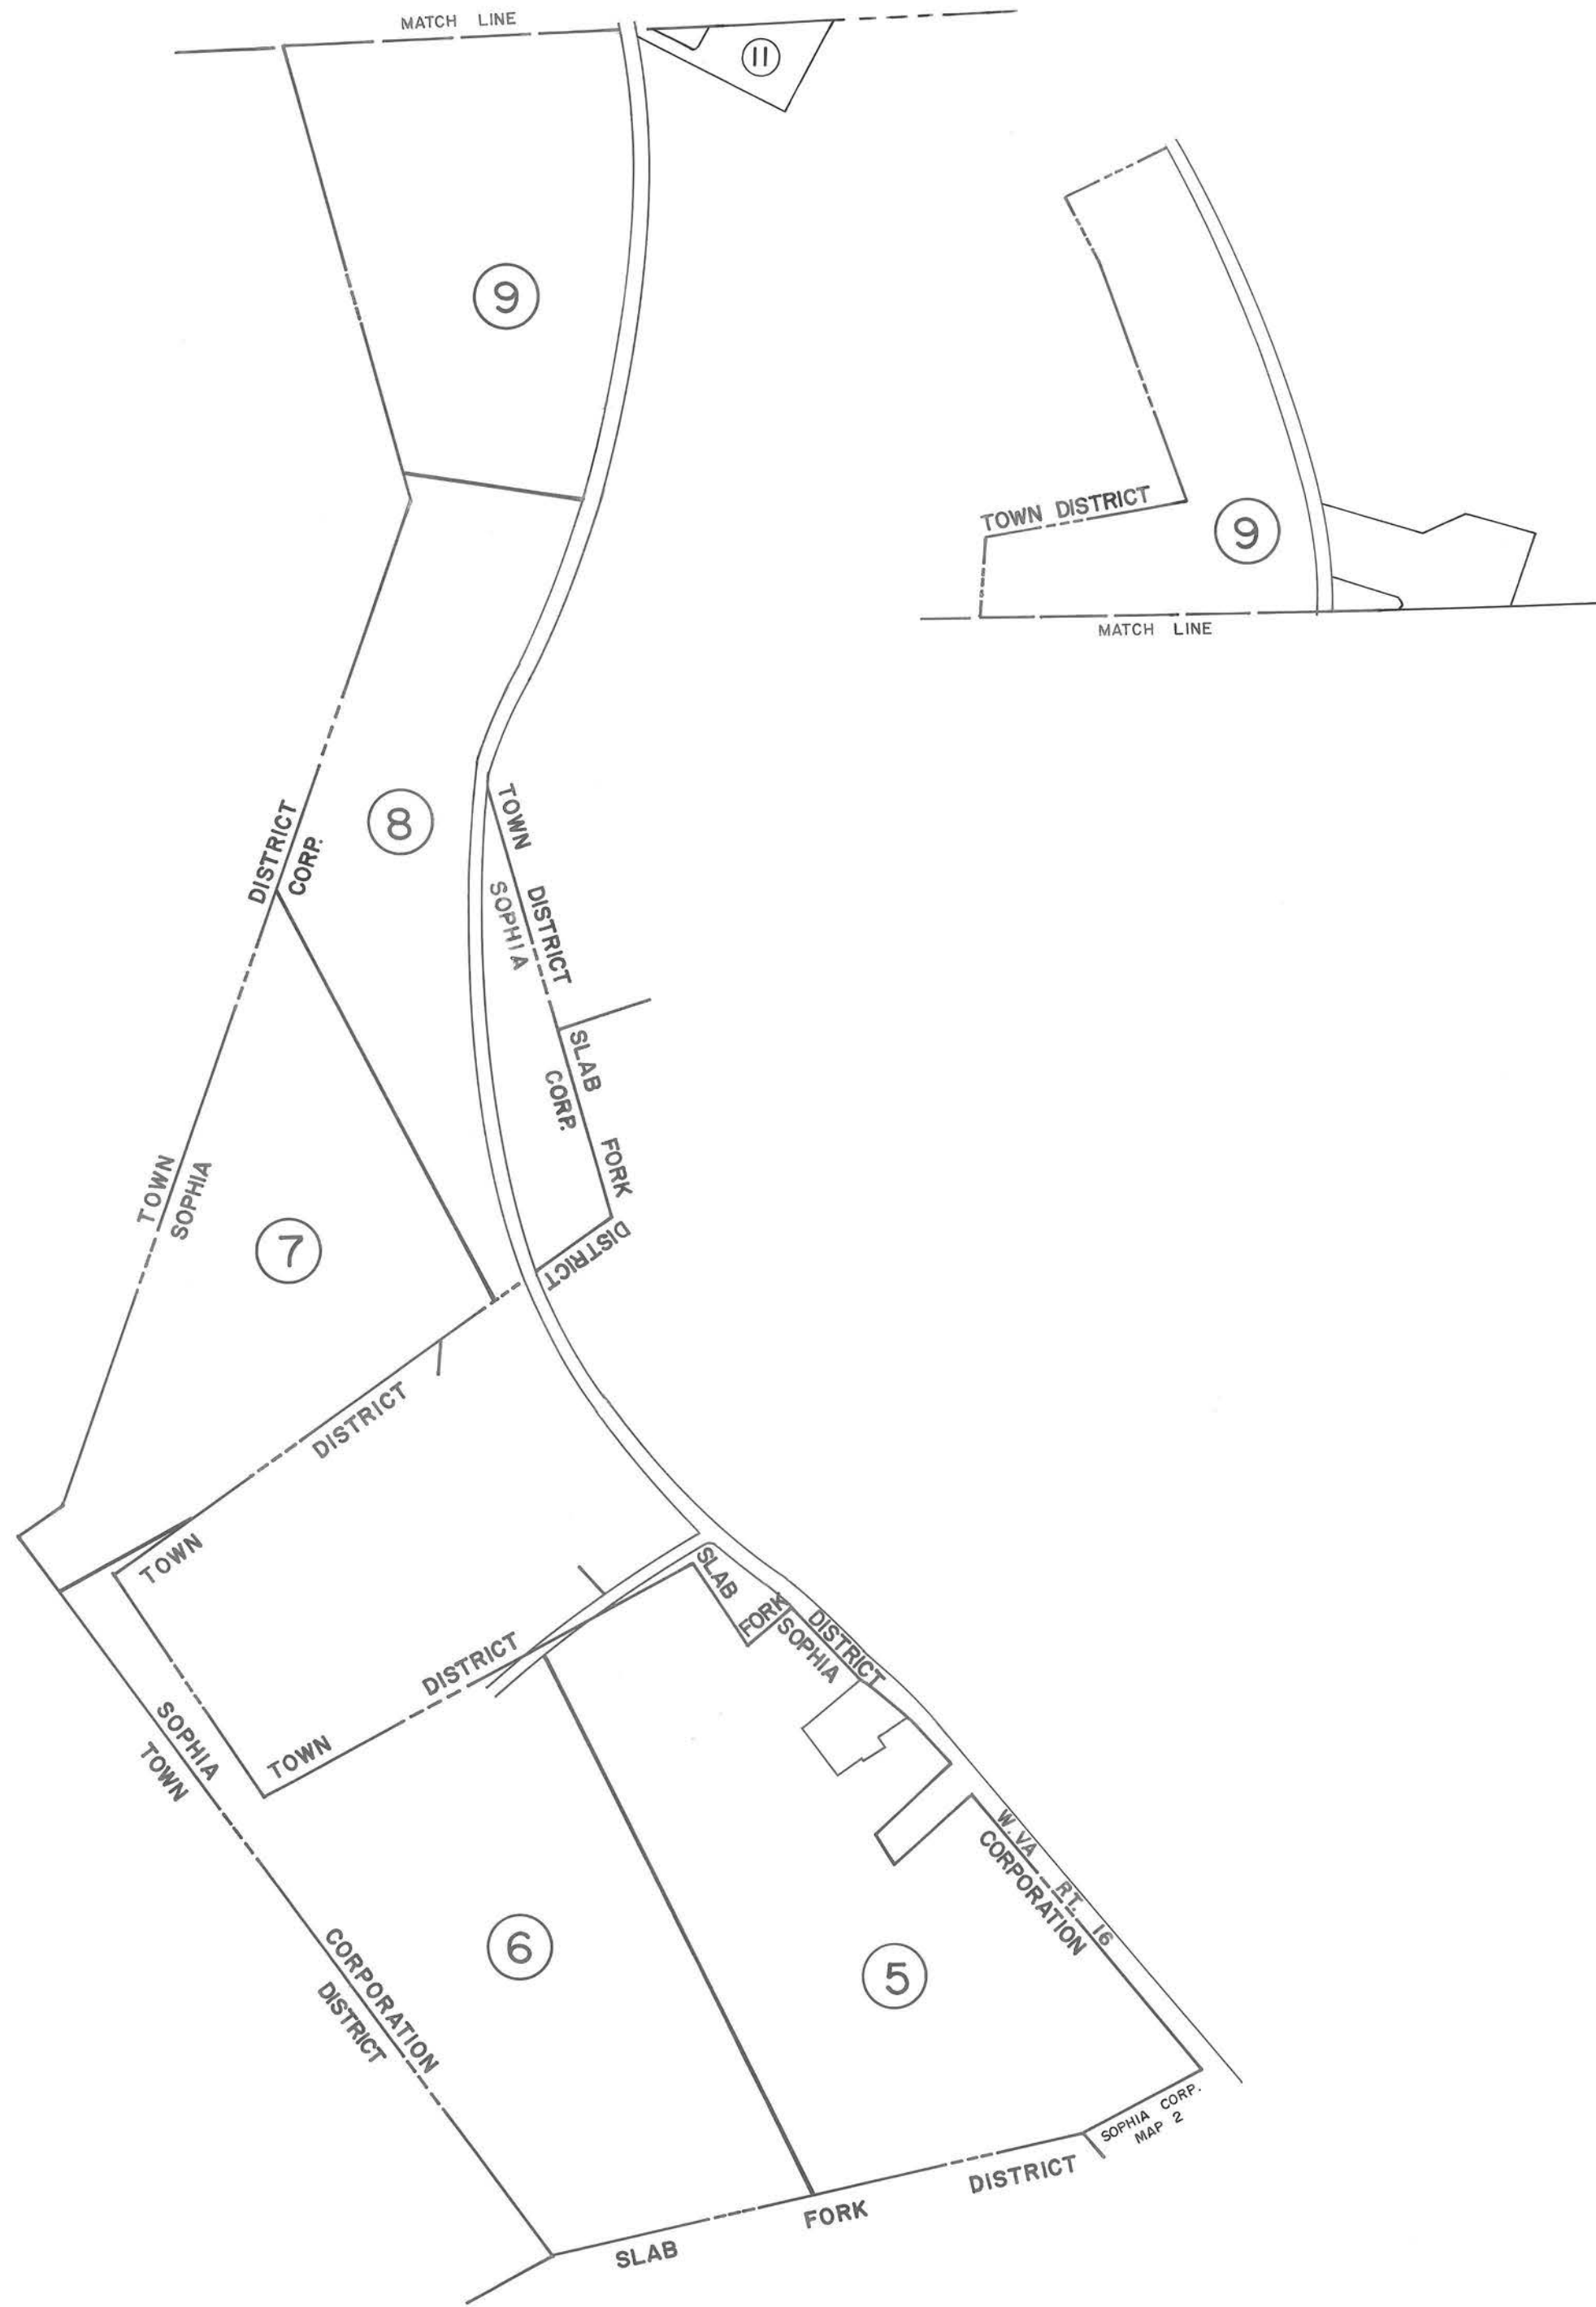 MATCH LINE
11
9
TOWN DISTRICT
9
MATCH LINE
8
DISTRICT
CORP.
TOWN DISTRICT
SOPHIA
SLAB FORK
CORP.
TOWN
SOPHIA
7
DISTRICT
DISTRICT
TOWN
SLAB
FORK
DISTRICT
SOPHIA
DISTRICT
TOWN
SOPHIA
TOWN
W. VA RT. 16
CORPORATION
6
5
CORPORATION
DISTRICT
SOPHIA CORP.
MAP 2
SLAB FORK DISTRICT